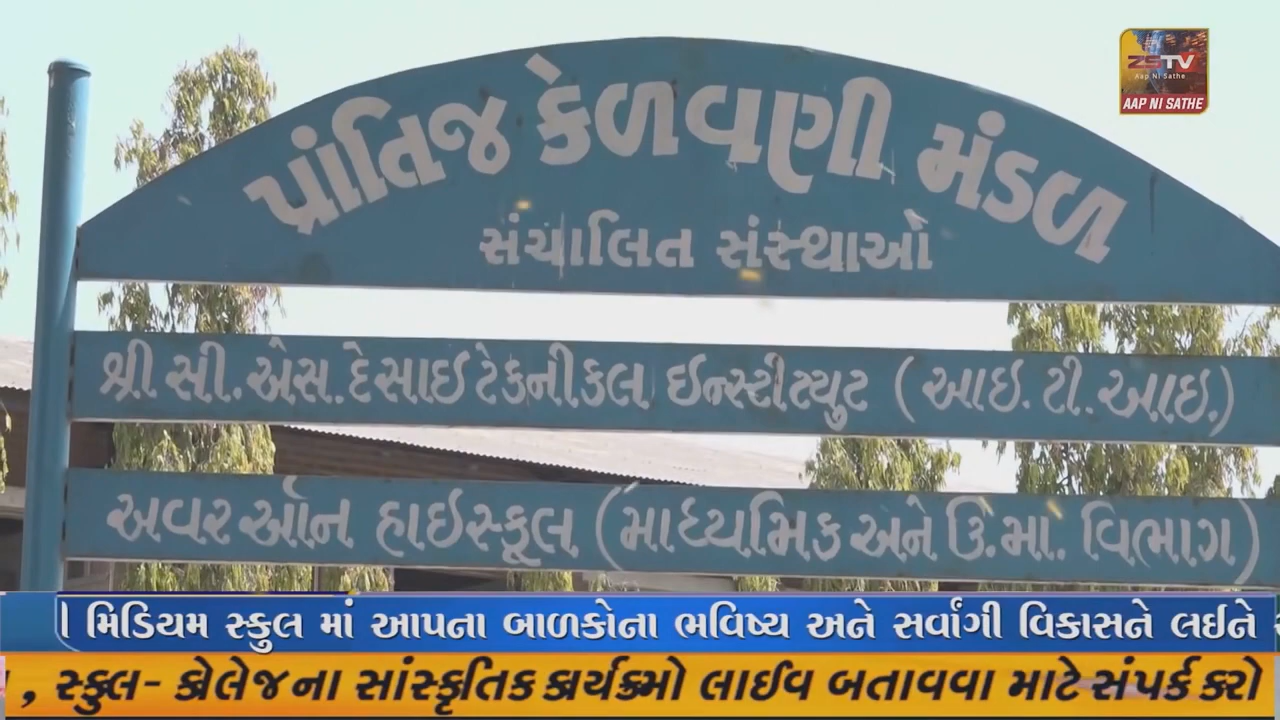 ZSTV
Aap Ni Sathe
AAP NI SATHE
પ્રાંતિજ કેળવણી મંડળ
સંચાલિત સંસ્થાઓ
શ્રી.સી.એસ.દેસાઇ ટેકનીકલ ઇન્સ્ટીટ્યુટ (આઇ.ટી.આઇ.)
અવર ઑન હાઇસ્કૂલ (માધ્યમિક અને ઉ.મા. વિભાગ)
મિડિયમ સ્કુલ માં આપના બાળકોના ભવિષ્ય અને સર્વાંગી વિકાસને લઈને
, સ્કુલ- કોલેજના સાંસ્કૃતિક કાર્યક્રમો લાઈવ બતાવવા માટે સંપર્ક કરો